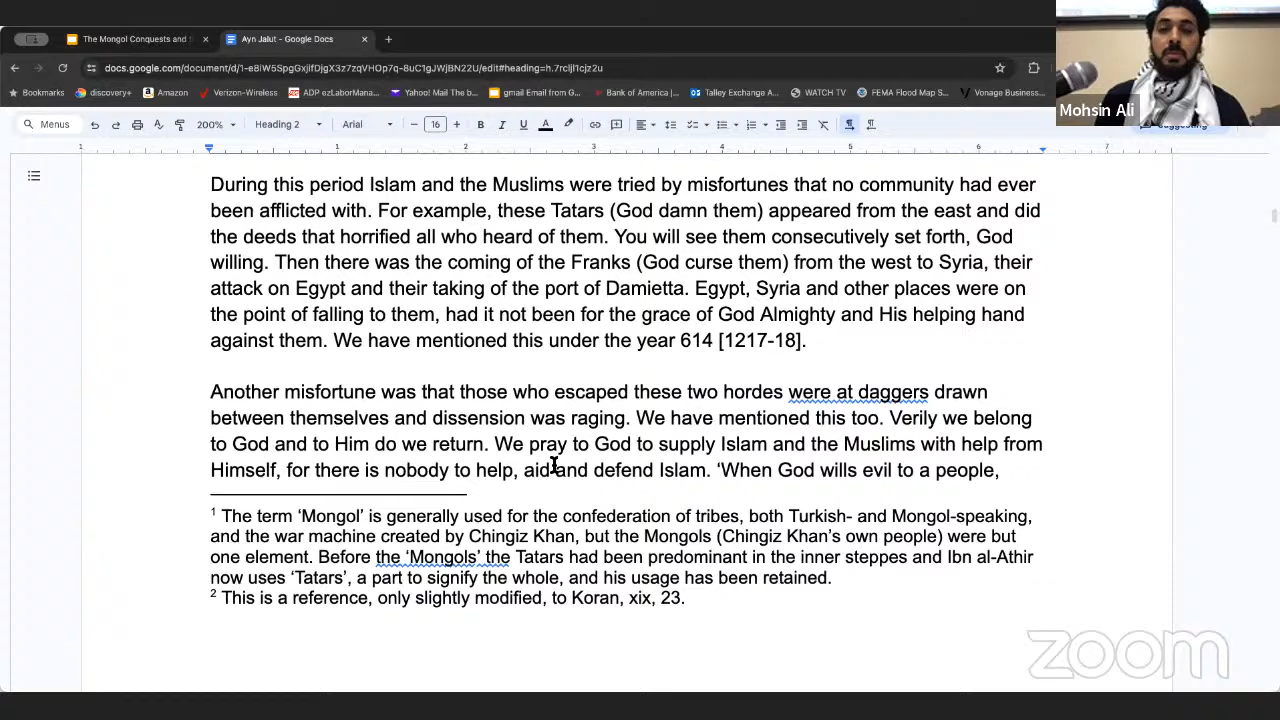 The Mongol Conquests and
Ayn Jalut - Google Docs
docs.google.com/document/d/1-e8iW5SpgGxjifDjgX3z7zqVHOp7q-8uC1gJWjBN22U/edit#heading=h.7rcljl1cjz2u
Bookmarks
discovery+
Amazon
Verizon-Wireless
ADP ezLaborMana...
Yahoo! Mail The b...
gmail Email from G...
Bank of America | ...
Talley Exchange A...
WATCH TV
FEMA Flood Map S...
Vonage Business...
Mohsin Ali
Menus
200%
Heading 2
Arial
16
1 1 2 3 4 5 6 7
During this period Islam and the Muslims were tried by misfortunes that no community had ever
been afflicted with. For example, these Tatars (God damn them) appeared from the east and did
the deeds that horrified all who heard of them. You will see them consecutively set forth, God
willing. Then there was the coming of the Franks (God curse them) from the west to Syria, their
attack on Egypt and their taking of the port of Damietta. Egypt, Syria and other places were on
the point of falling to them, had it not been for the grace of God Almighty and His helping hand
against them. We have mentioned this under the year 614 [1217-18].
Another misfortune was that those who escaped these two hordes were at daggers drawn
between themselves and dissension was raging. We have mentioned this too. Verily we belong
to God and to Him do we return. We pray to God to supply Islam and the Muslims with help from
Himself, for there is nobody to help, aid and defend Islam. ‘When God wills evil to a people,
1 The term ‘Mongol’ is generally used for the confederation of tribes, both Turkish- and Mongol-speaking,
and the war machine created by Chingiz Khan, but the Mongols (Chingiz Khan’s own people) were but
one element. Before the ‘Mongols’ the Tatars had been predominant in the inner steppes and Ibn al-Athir
now uses ‘Tatars’, a part to signify the whole, and his usage has been retained.
2 This is a reference, only slightly modified, to Koran, xix, 23.
zoom